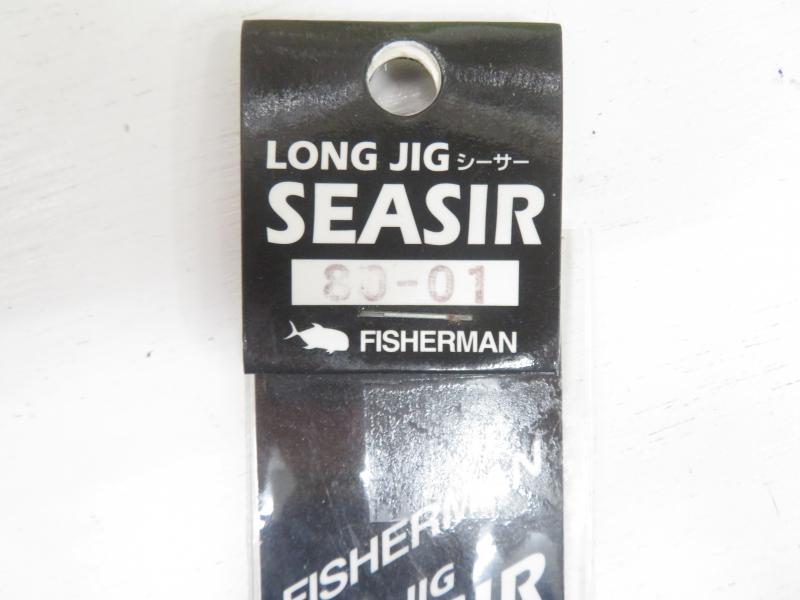 LONG JIG シーサー
SEASIR
80-01
FISHERMAN
FISHERMAN
JIG